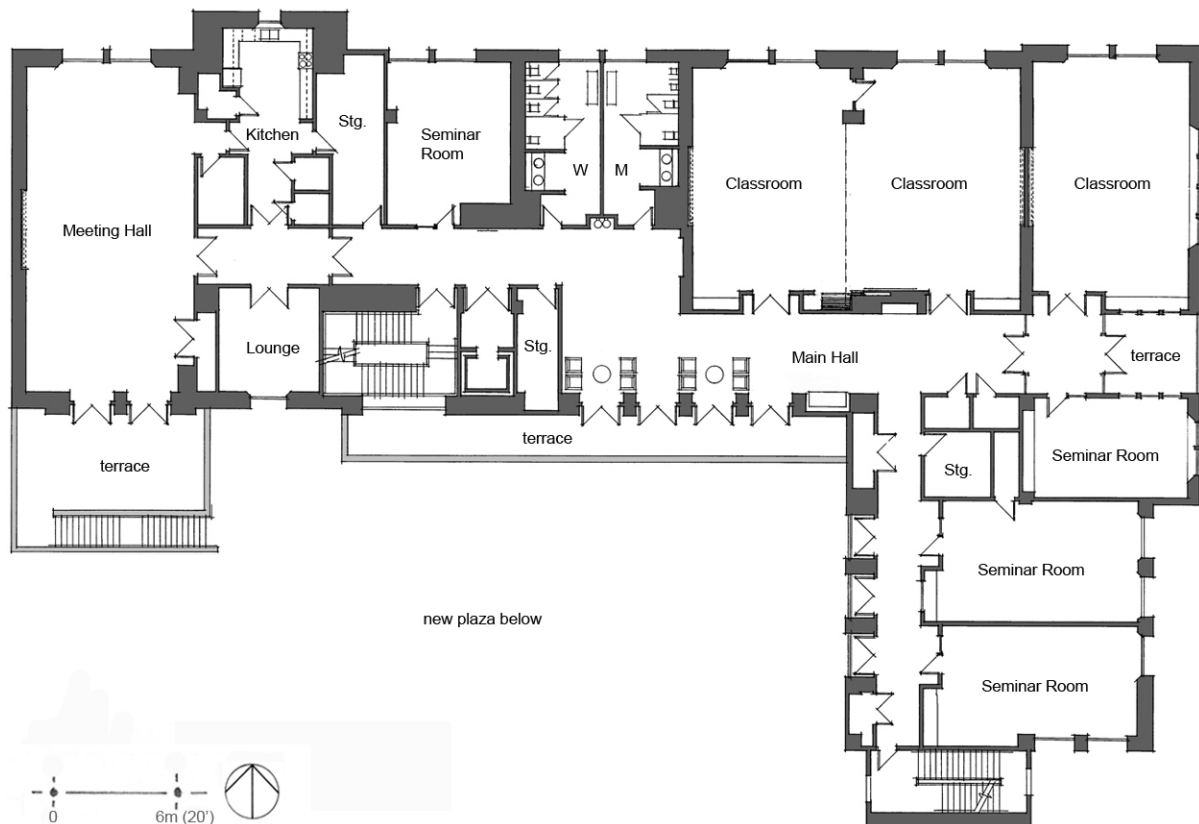 Kitchen
Stg.
Seminar
Room
W
M
Classroom
Classroom
Classroom
Meeting Hall
Lounge
Stg.
Main Hall
terrace
terrace
terrace
Stg.
Seminar Room
Seminar Room
Seminar Room
new plaza below
0
6m (20')